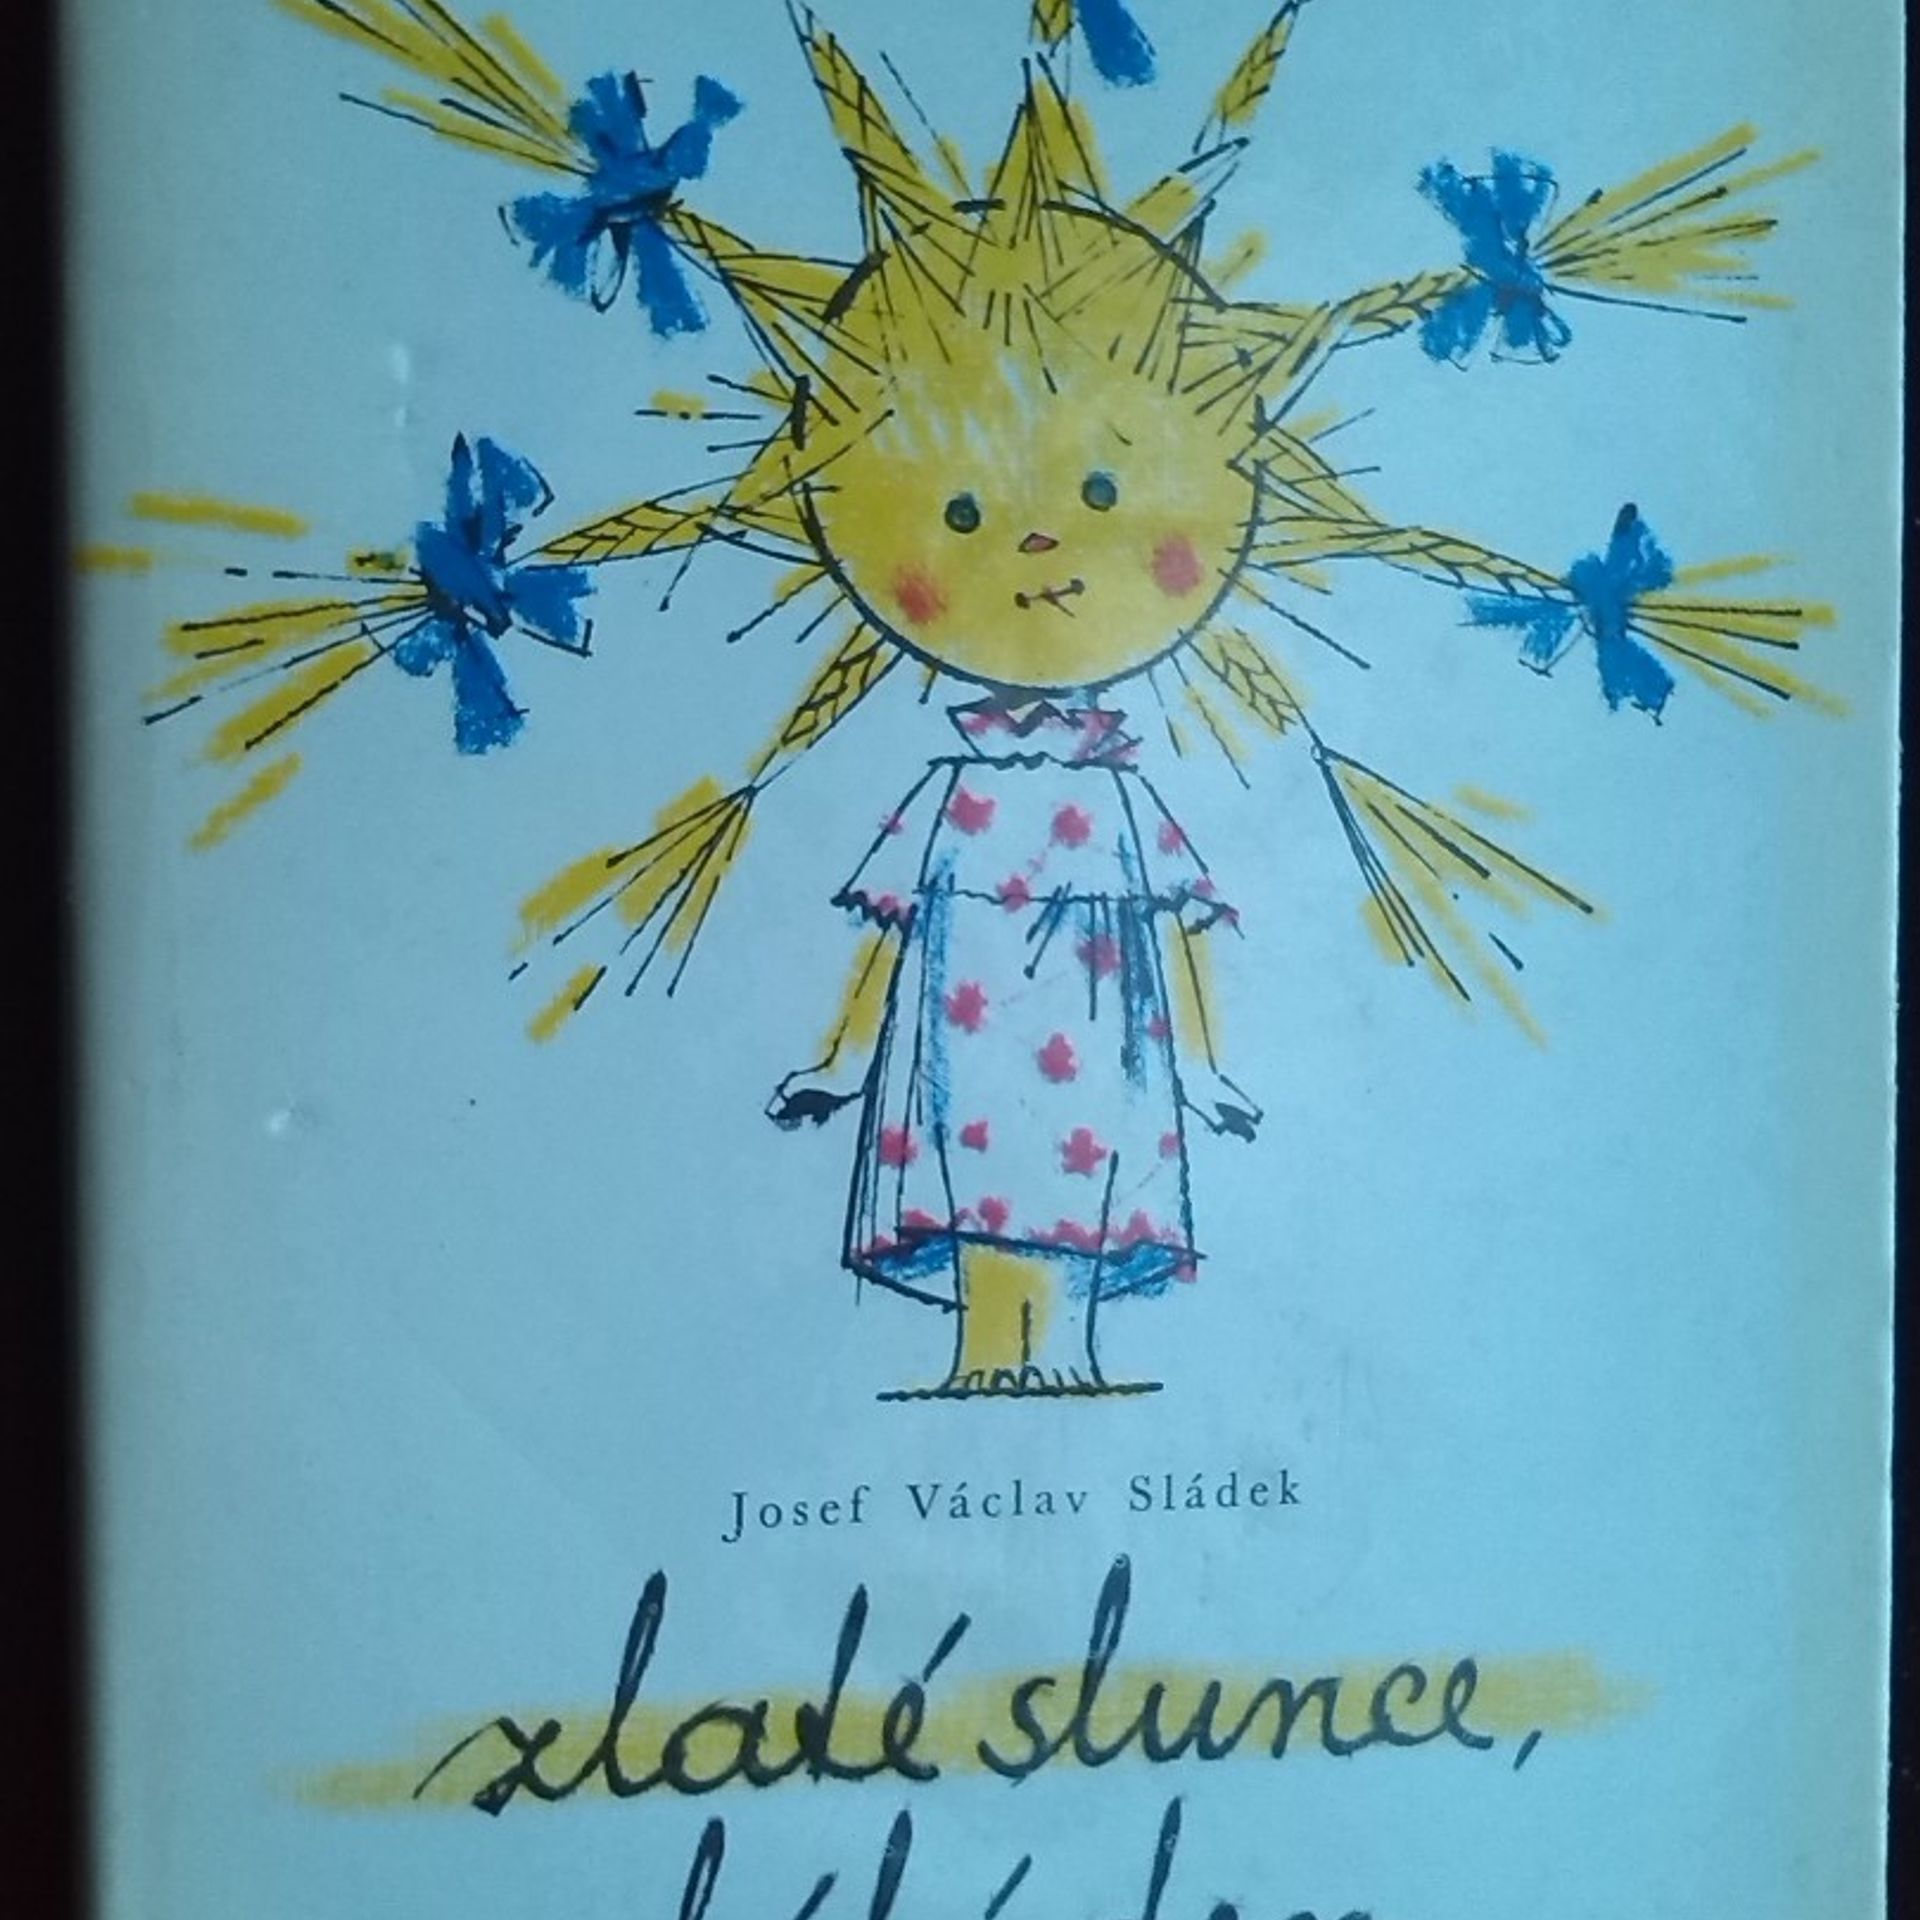 Josef Václav Sládek
zlaté slunce,